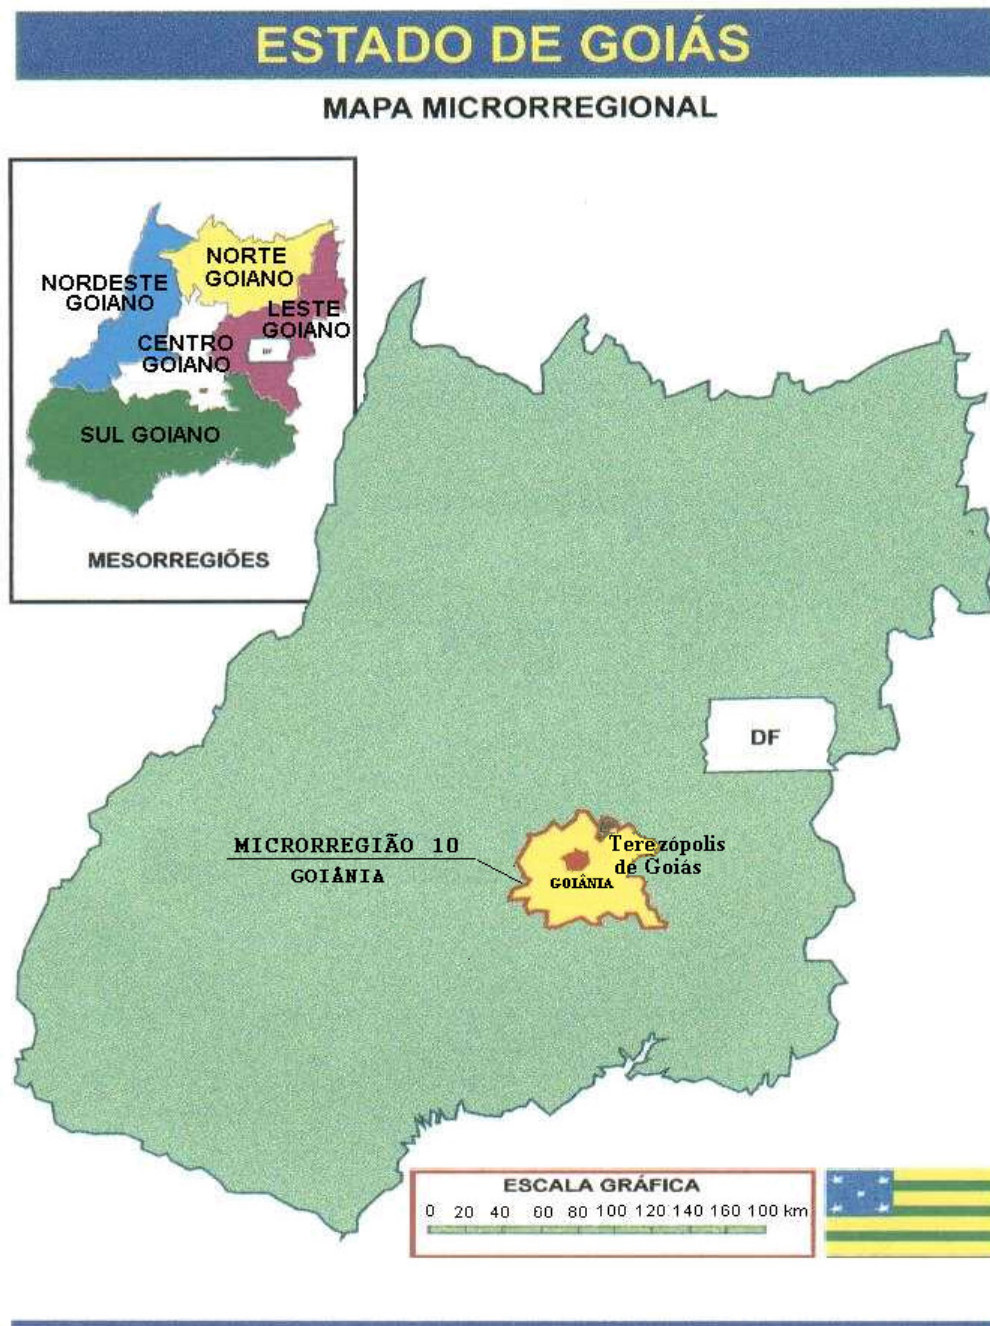 ESTADO DE GOIÁS
MAPA MICRORREGIONAL
NORTE
GOIANO
NORDESTE
GOIANO
LESTE
GOIANO
CENTRO
GOIANO
DF
SUL GOIANO
MESORREGIÕES
DF
MICRORREGIÃO 10
GOIÂNIA
Terezópolis
de Goiás
GOIÂNIA
ESCALA GRÁFICA
0 20 40 60 80 100 120 140 160 100 km